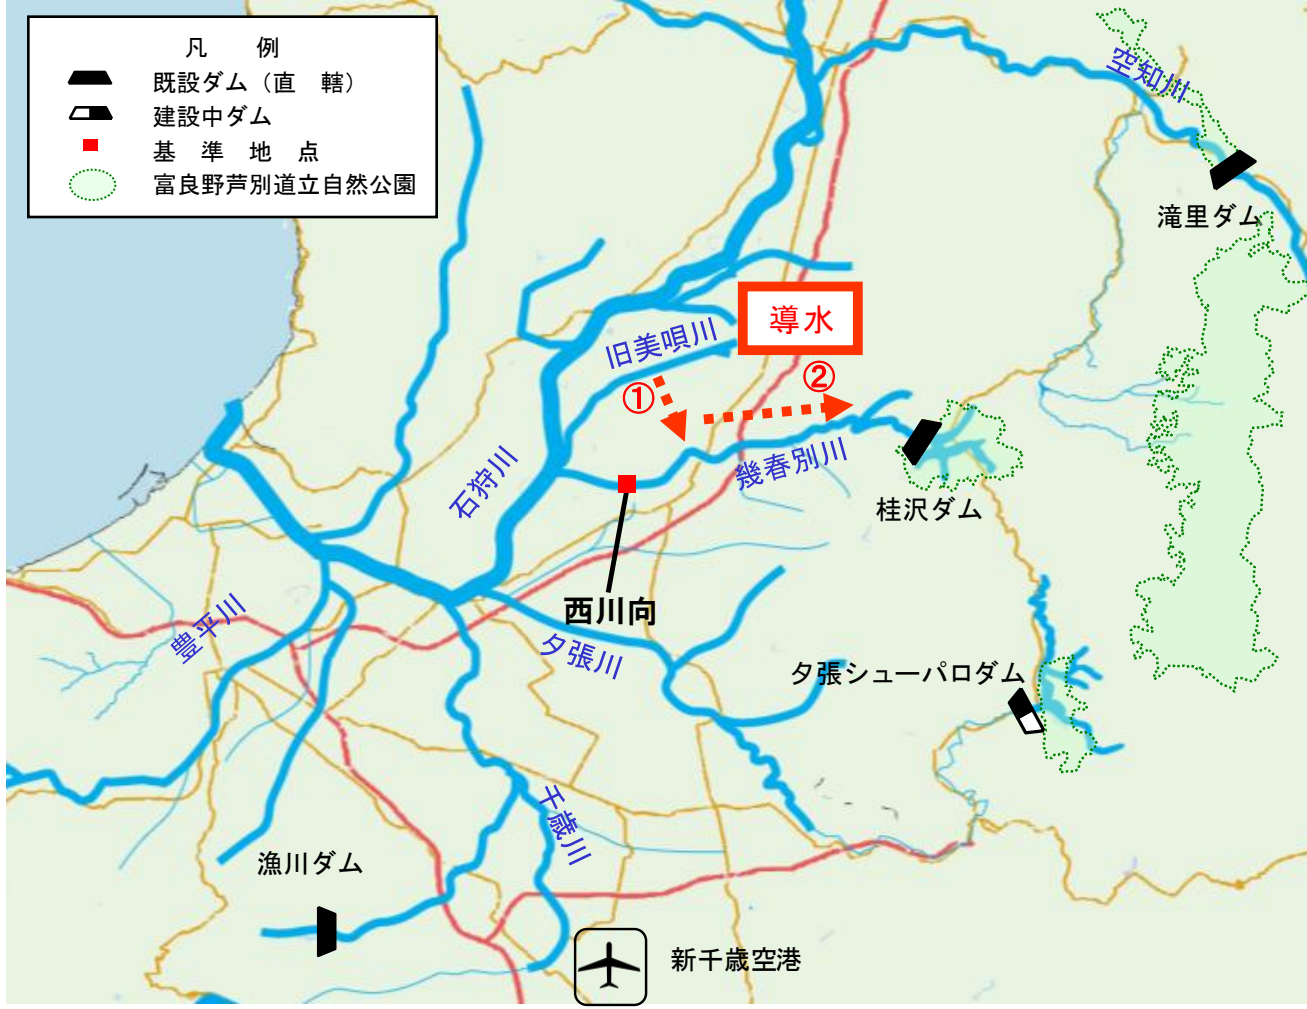 凡　例
既設ダム（直　轄）
建設中ダム
基 準 地 点
富良野芦別道立自然公園
空知川
滝里ダム
導水
旧美唄川
①
②
石狩川
幾春別川
桂沢ダム
西川向
豊平川
夕張川
夕張シューパロダム
千歳川
漁川ダム
新千歳空港